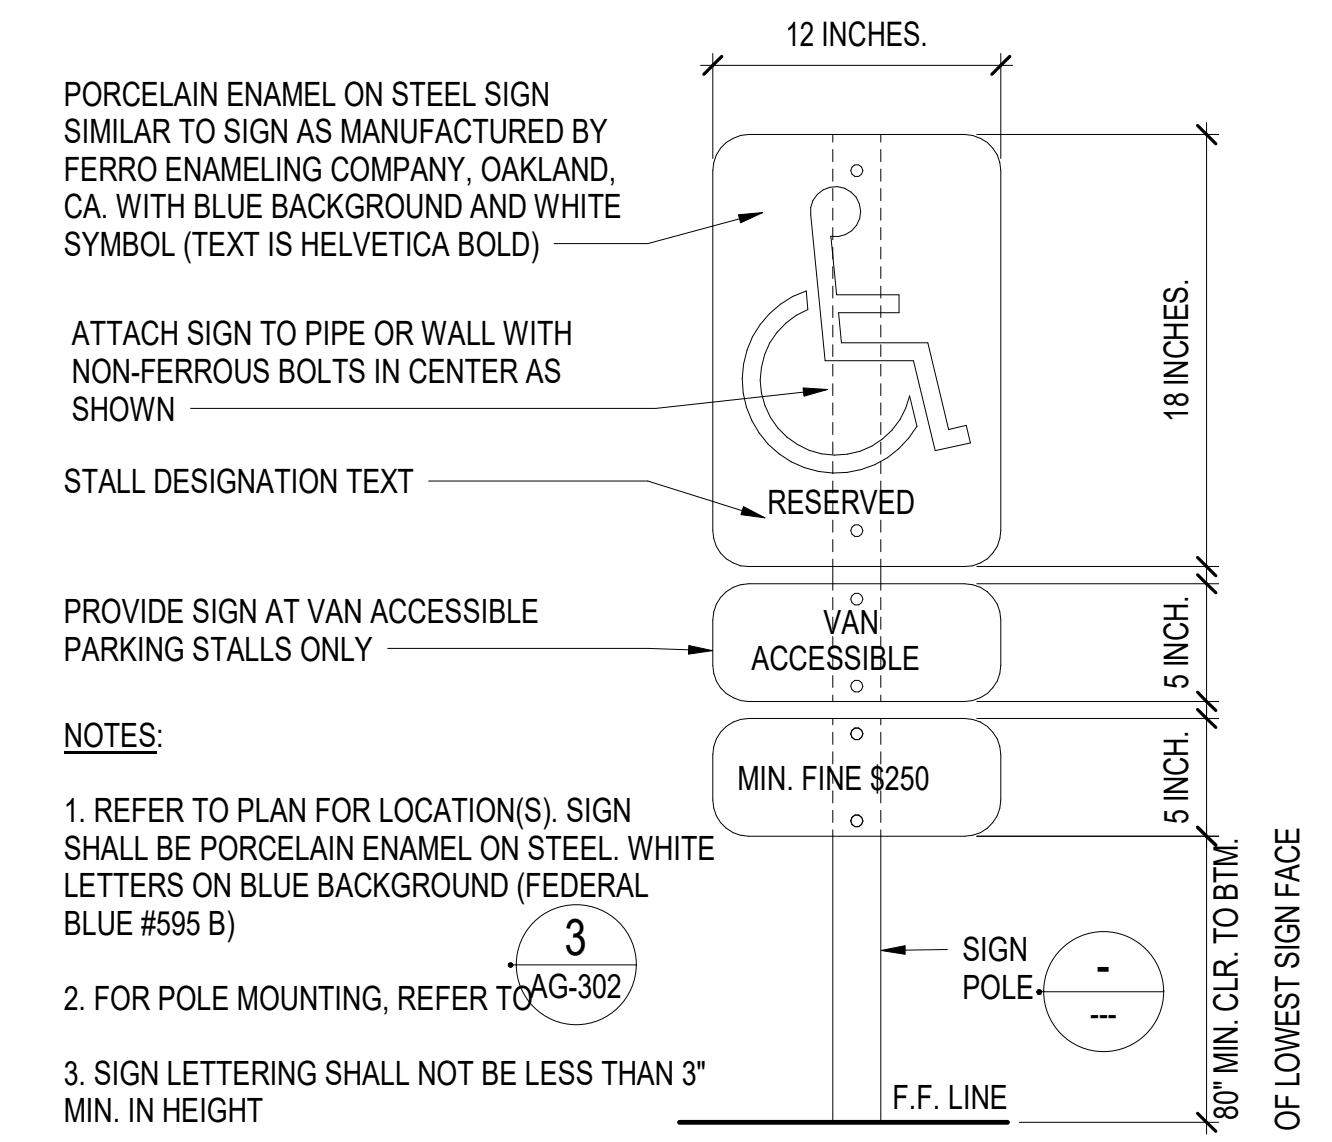 12 INCHES.
PORCELAIN ENAMEL ON STEEL SIGN
SIMILAR TO SIGN AS MANUFACTURED BY
FERRO ENAMELING COMPANY, OAKLAND,
CA. WITH BLUE BACKGROUND AND WHITE
SYMBOL (TEXT IS HELVETICA BOLD)
ATTACH SIGN TO PIPE OR WALL WITH
NON-FERROUS BOLTS IN CENTER AS
SHOWN
18 INCHES.
STALL DESIGNATION TEXT
RESERVED
PROVIDE SIGN AT VAN ACCESSIBLE
PARKING STALLS ONLY
VAN
ACCESSIBLE
5 INCH.
MIN. FINE $250
5 INCH.
NOTES:
1. REFER TO PLAN FOR LOCATION(S). SIGN
SHALL BE PORCELAIN ENAMEL ON STEEL. WHITE
LETTERS ON BLUE BACKGROUND (FEDERAL
BLUE #595 B)
2. FOR POLE MOUNTING, REFER TO
3
AG-302
3. SIGN LETTERING SHALL NOT BE LESS THAN 3"
MIN. IN HEIGHT
SIGN
POLE
-
---
F.F. LINE
80" MIN. CLR. TO BTM.
OF LOWEST SIGN FACE